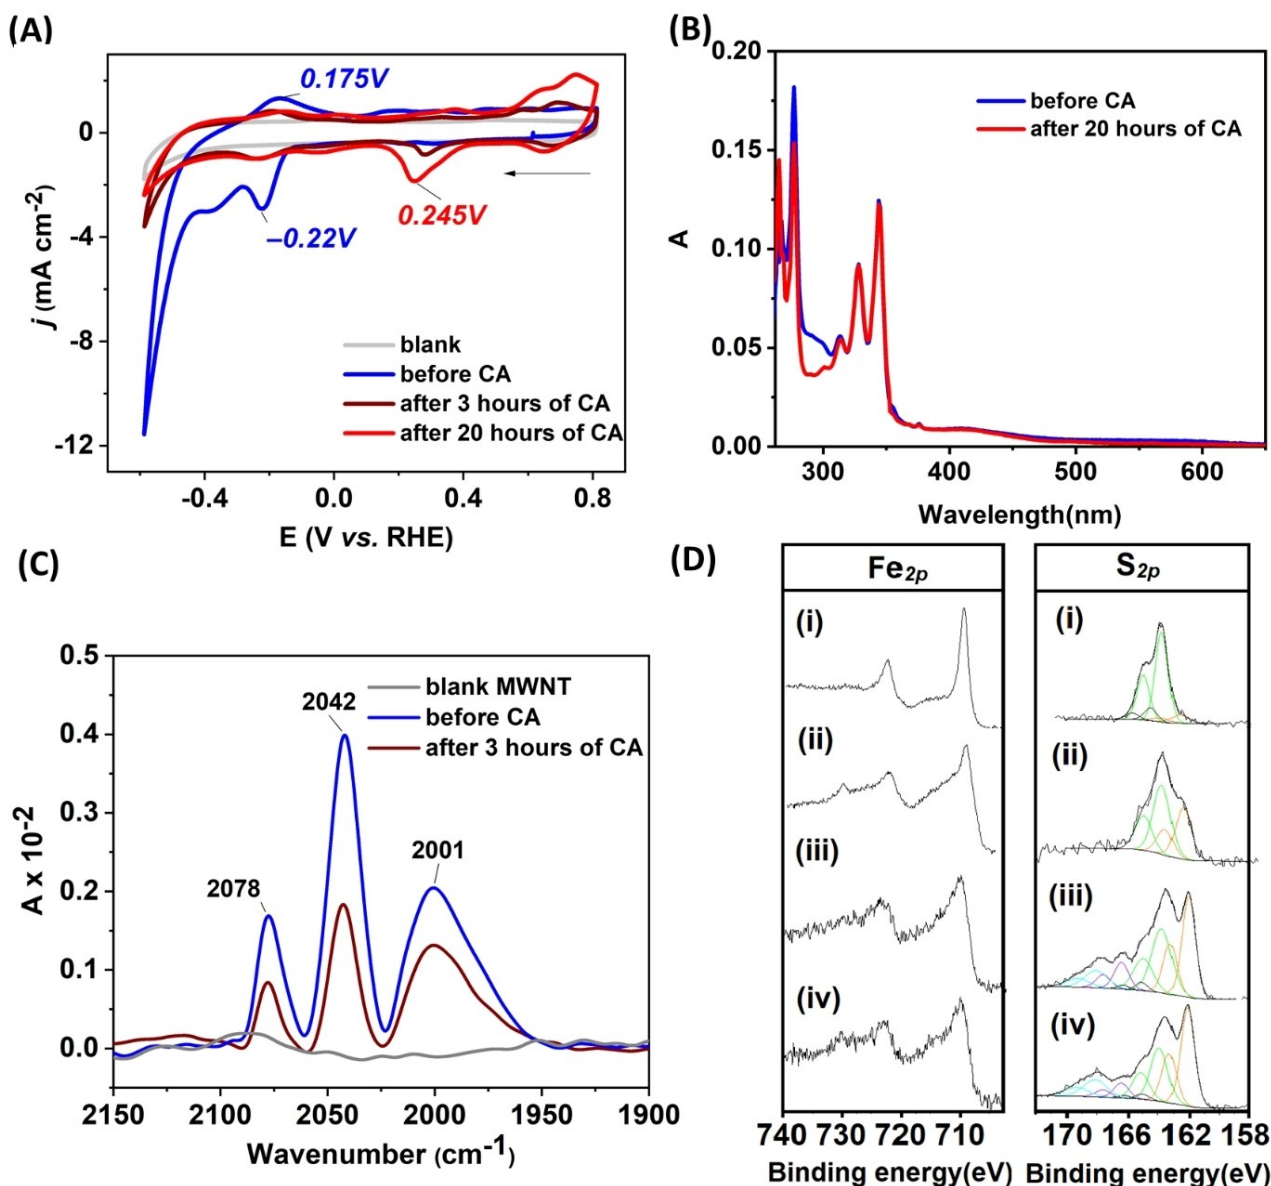 (A)
0.175V
0
-4
-8
-12
j (mA cm-2)
–0.22V
0.245V
blank
before CA
after 3 hours of CA
after 20 hours of CA
-0.4 0.0 0.4 0.8
E (V vs. RHE)
(B)
0.20
0.15
0.10
0.05
0.00
A
before CA
after 20 hours of CA
300 400 500 600
Wavelength(nm)
(C)
0.5
0.4
0.3
0.2
0.1
0.0
A x 10-2
2042
2078
2001
blank MWNT
before CA
after 3 hours of CA
2150 2100 2050 2000 1950 1900
Wavenumber (cm-1)
(D)
Fe2p
(i)
(ii)
(iii)
(iv)
740 730 720 710
Binding energy(eV)
S2p
(i)
(ii)
(iii)
(iv)
170 166 162 158
Binding energy(eV)